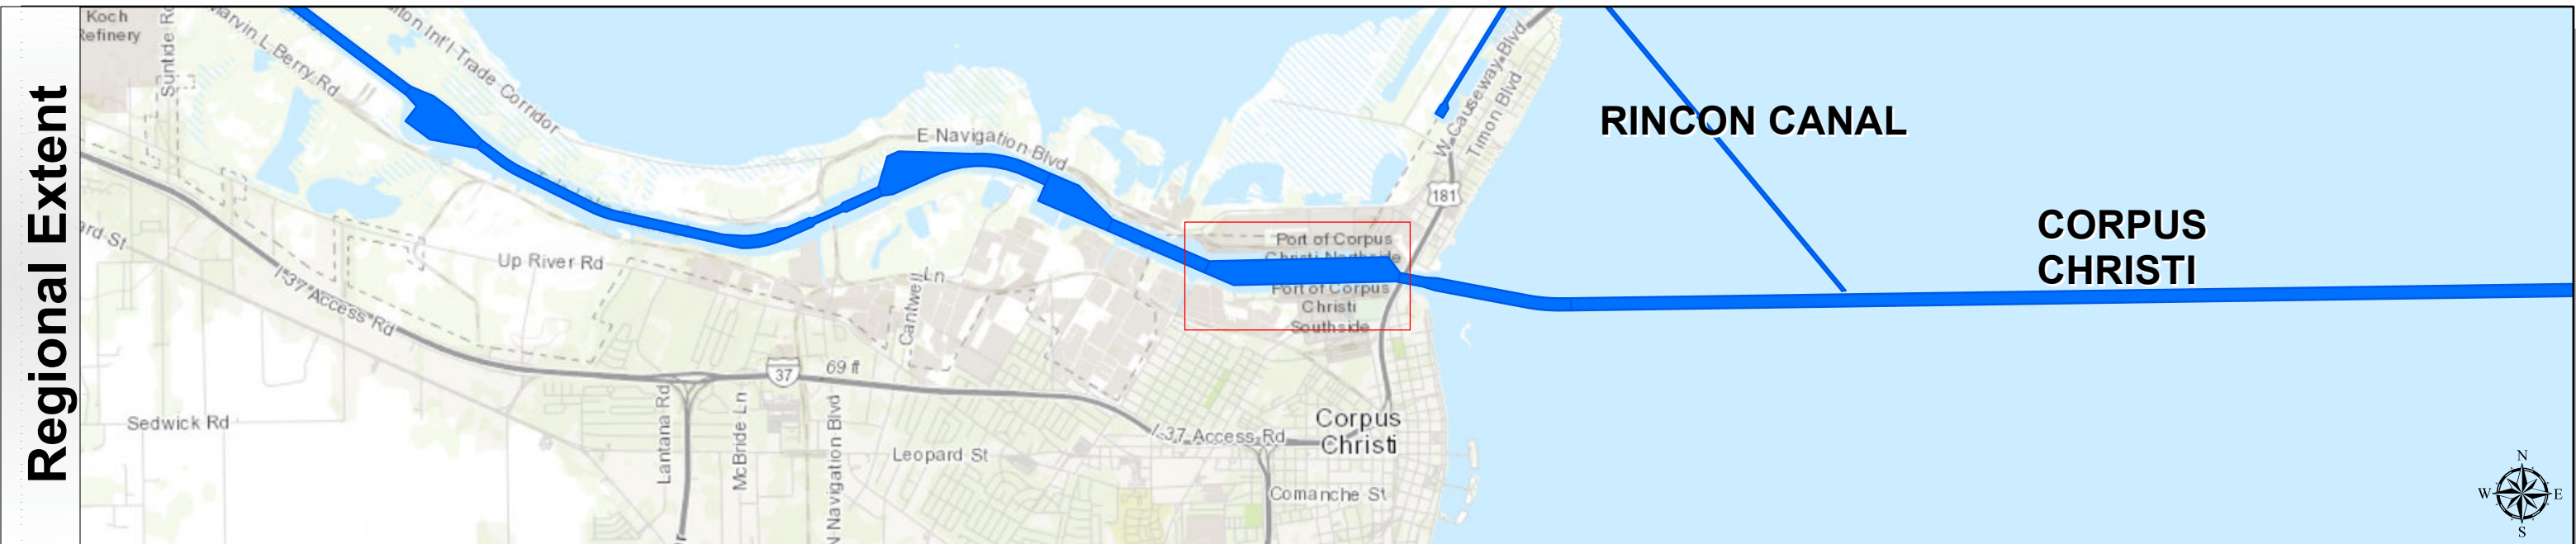 Regional Extent
Koch
Refinery
Suntide Rd
Marvin L Berry Rd
Int'l Trade Corridor
E Navigation Blvd
W Causeway Blvd
Timon Blvd
181
RINCON CANAL
CORPUS
CHRISTI
Port of Corpus
Christi Northside
Port of Corpus
Christi
Southside
Up River Rd
I-37 Access Rd
Cantwell Ln
37
69 ft
Sedwick Rd
Lantana Rd
McBride Ln
N Navigation Blvd
Leopard St
I-37 Access Rd
Corpus
Christi
Comanche St
N
W
E
S